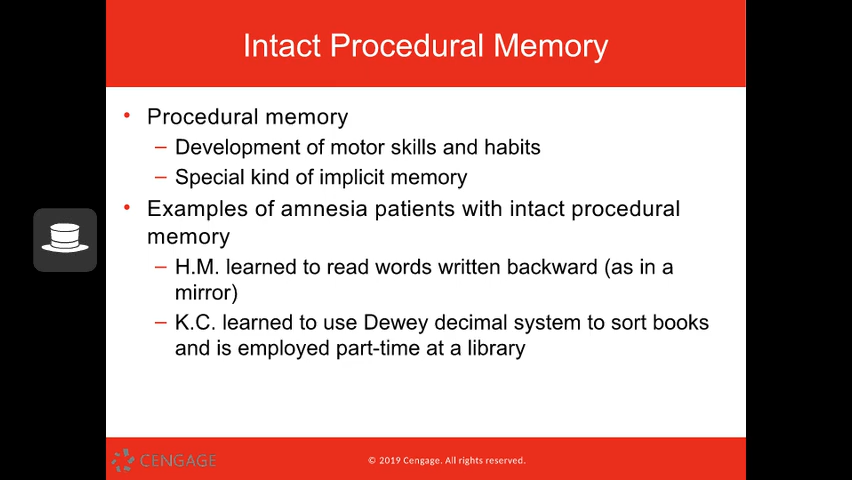 Intact Procedural Memory
• Procedural memory
– Development of motor skills and habits
– Special kind of implicit memory
• Examples of amnesia patients with intact procedural
memory
– H.M. learned to read words written backward (as in a
mirror)
– K.C. learned to use Dewey decimal system to sort books
and is employed part-time at a library
CENGAGE
© 2019 Cengage. All rights reserved.